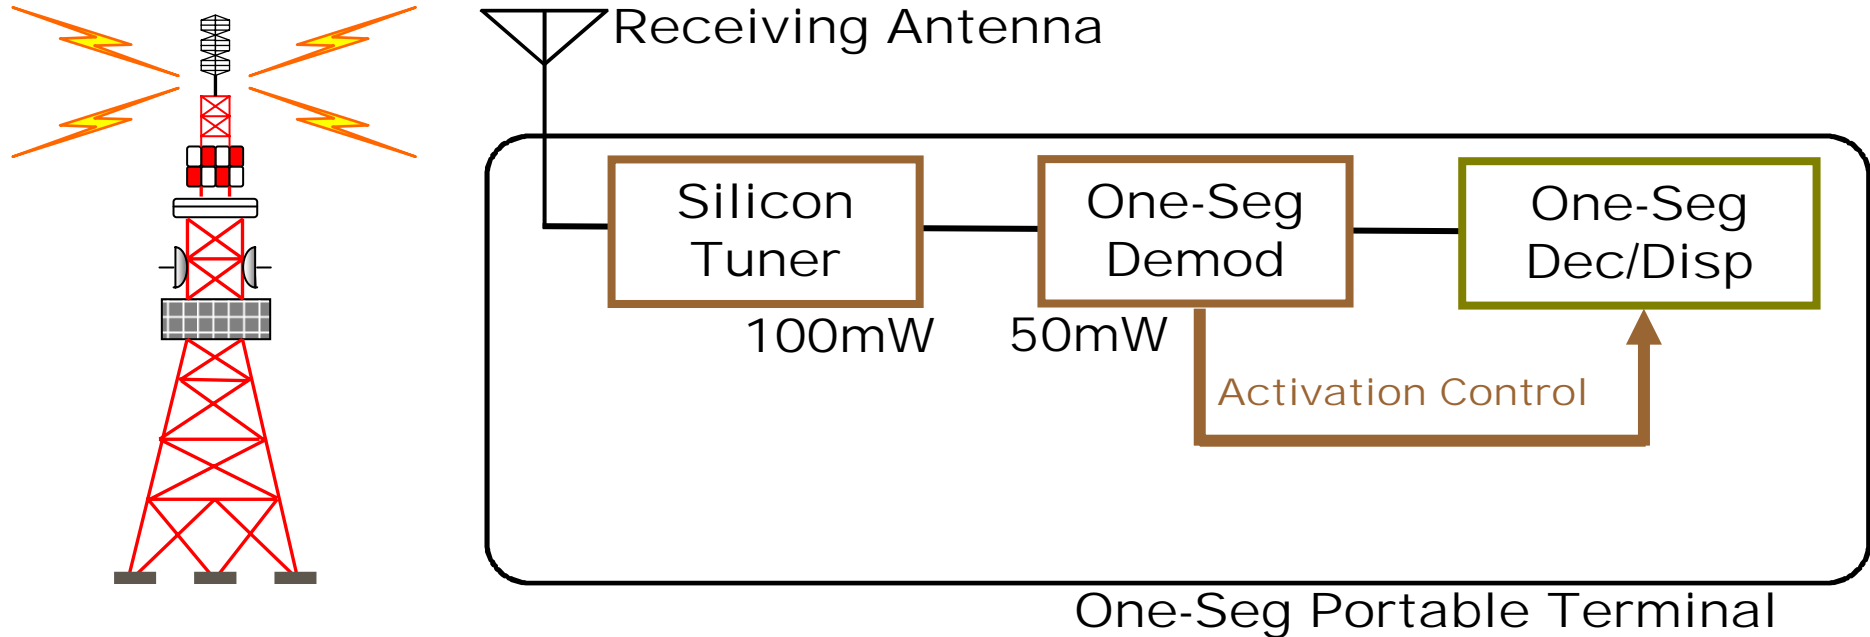 Receiving Antenna
Silicon
Tuner
One-Seg
Demod
One-Seg
Dec/Disp
100mW
50mW
Activation Control
One-Seg Portable Terminal